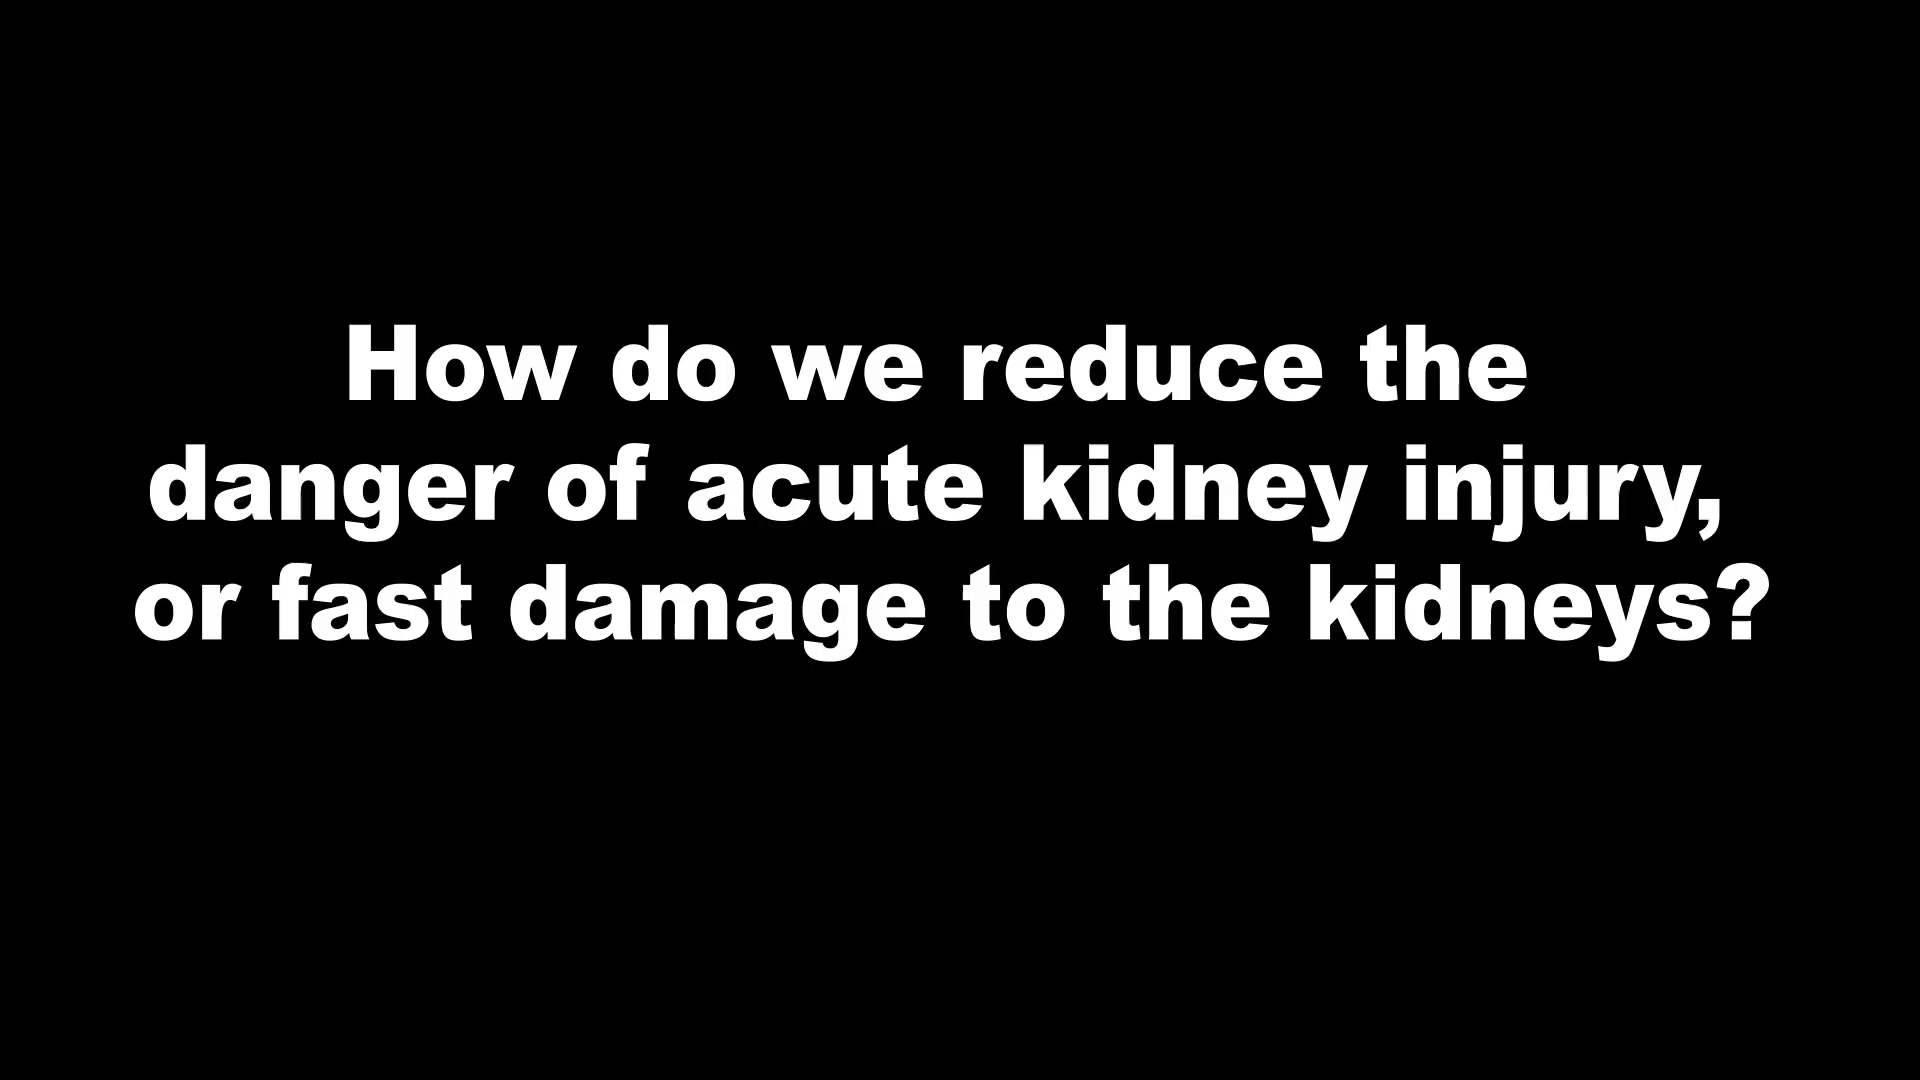 How do we reduce the
danger of acute kidney injury,
or fast damage to the kidneys?